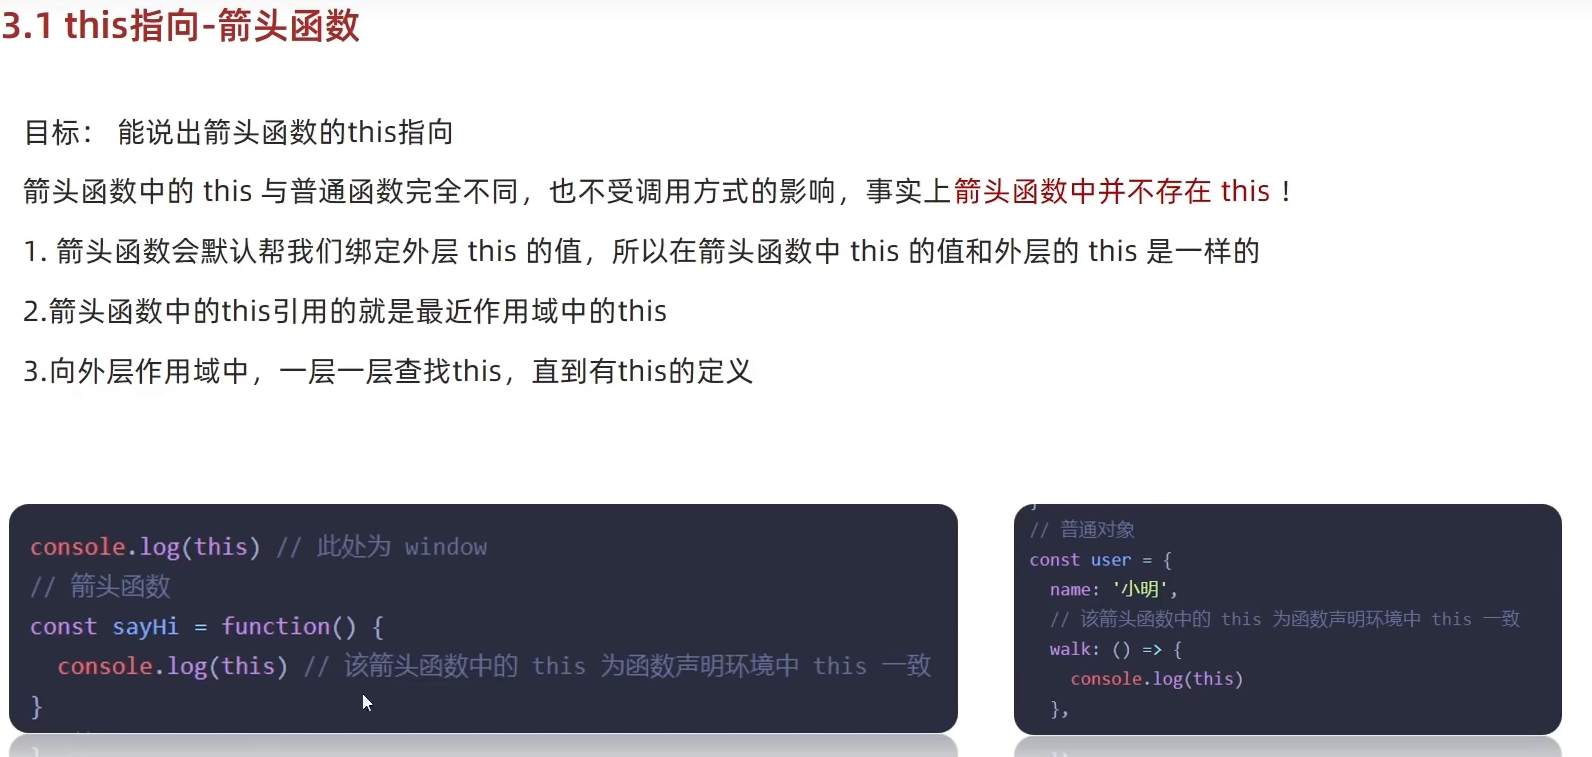 3.1 this指向-箭头函数
目标： 能说出箭头函数的this指向
箭头函数中的 this 与普通函数完全不同，也不受调用方式的影响，事实上箭头函数中并不存在 this ！
1. 箭头函数会默认帮我们绑定外层 this 的值，所以在箭头函数中 this 的值和外层的 this 是一样的
2.箭头函数中的this引用的就是最近作用域中的this
3.向外层作用域中，一层一层查找this，直到有this的定义
console.log(this) // 此处为 window
// 箭头函数
const sayHi = function() {
console.log(this) // 该箭头函数中的 this 为函数声明环境中 this 一致
}
// 普通对象
const user = {
name: '小明',
// 该箭头函数中的 this 为函数声明环境中 this 一致
walk: () => {
console.log(this)
},